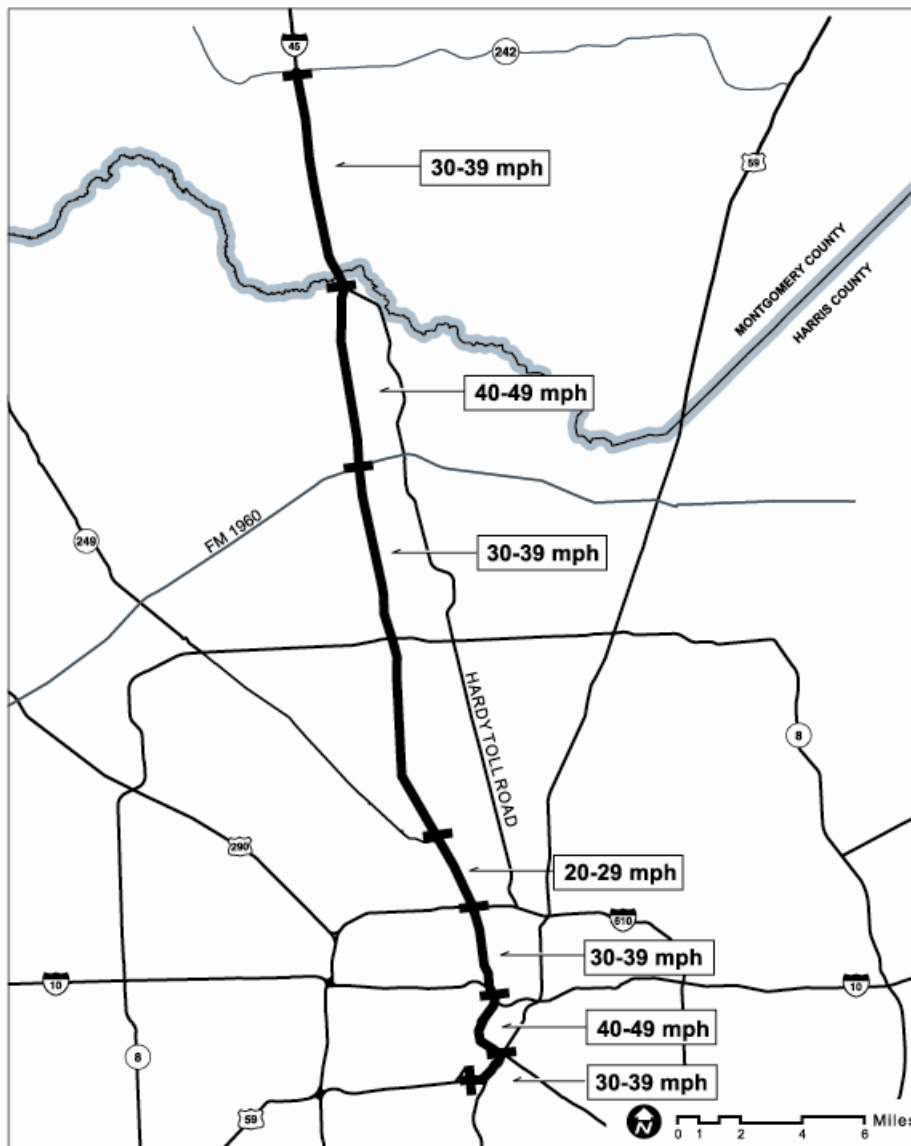 45
242
59
30-39 mph
MONTGOMERY COUNTY
HARRIS COUNTY
40-49 mph
FM 1960
249
30-39 mph
HARDY TOLL ROAD
8
290
20-29 mph
610
30-39 mph
10
10
40-49 mph
8
30-39 mph
59
N
Miles
0 1 2 4 6